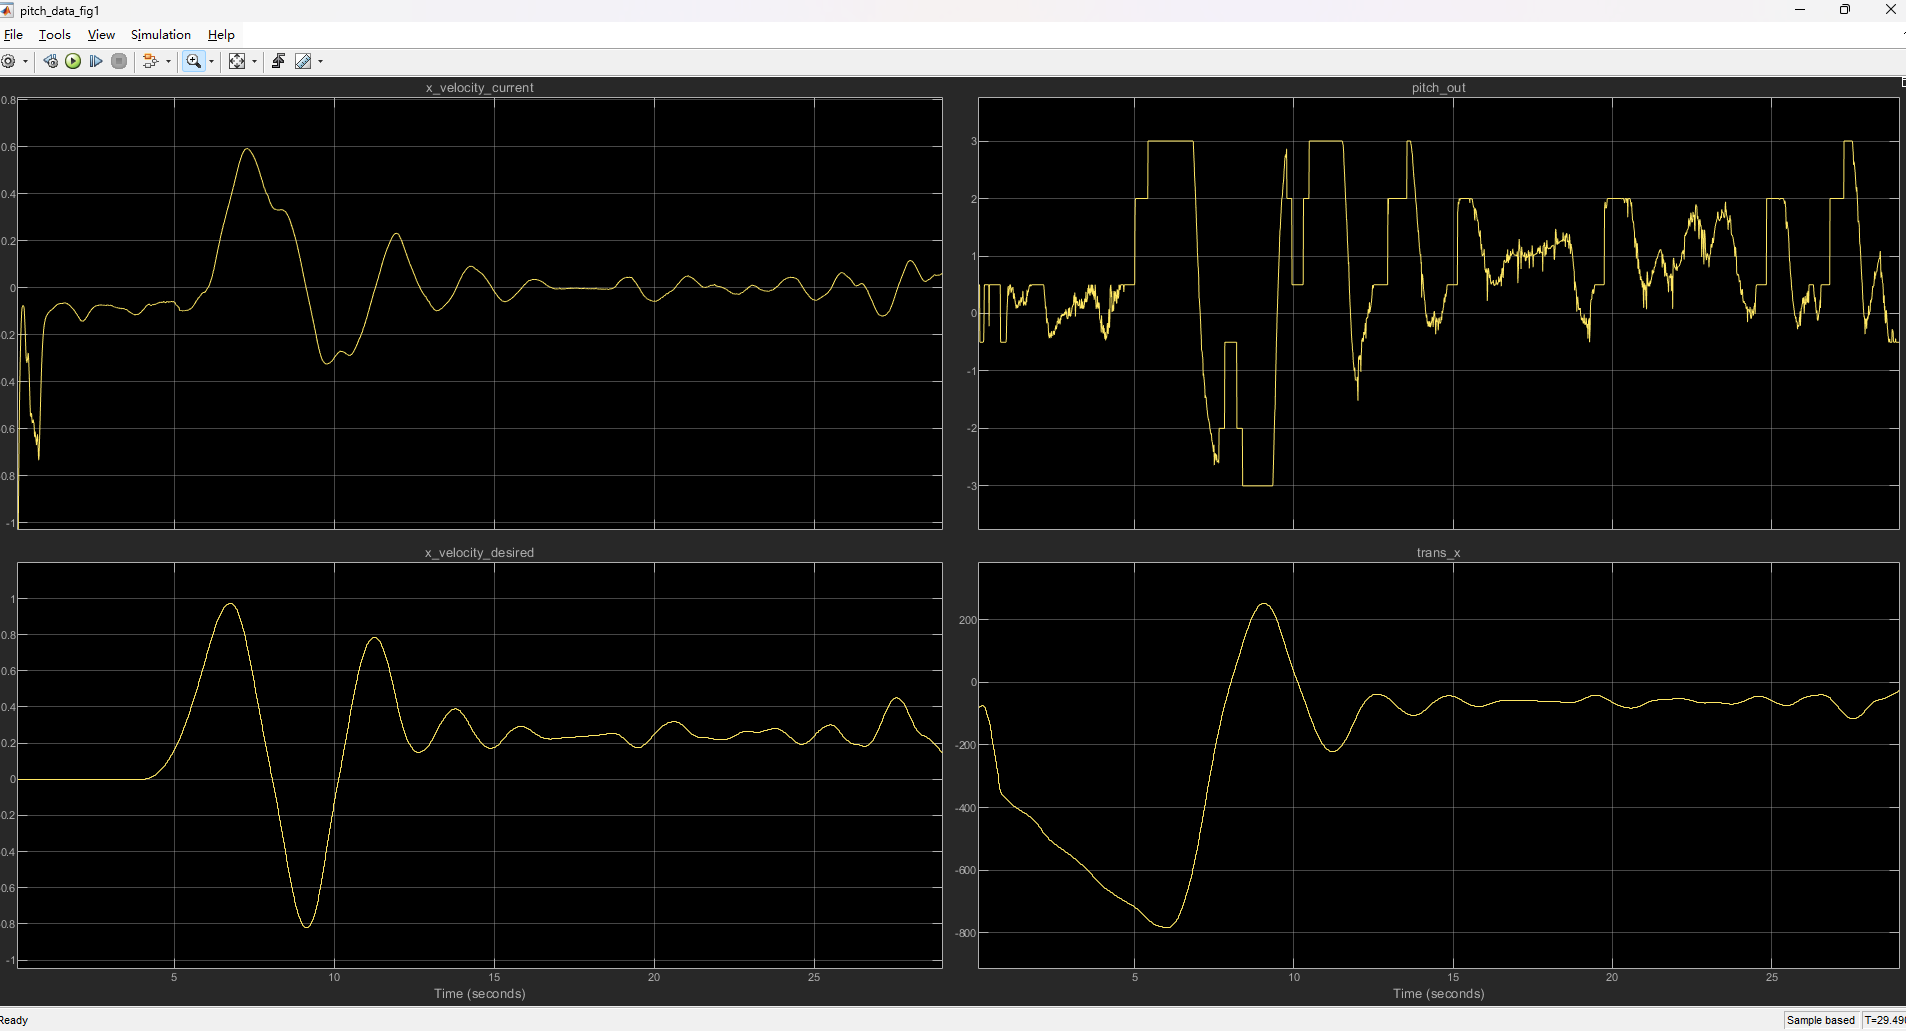 pitch_data_fig1
File Tools View Simulation Help
x_velocity_current
0.8
0.6
0.4
0.2
0
0.2
0.4
0.6
0.8
-1
pitch_out
3
2
1
0
-1
-2
-3
x_velocity_desired
1
0.8
0.6
0.4
0.2
0
0.2
0.4
0.6
0.8
-1
5 10 15 20 25
Time (seconds)
trans_x
200
0
-200
-400
-600
-800
5 10 15 20 25
Time (seconds)
Ready
Sample based T=29.490